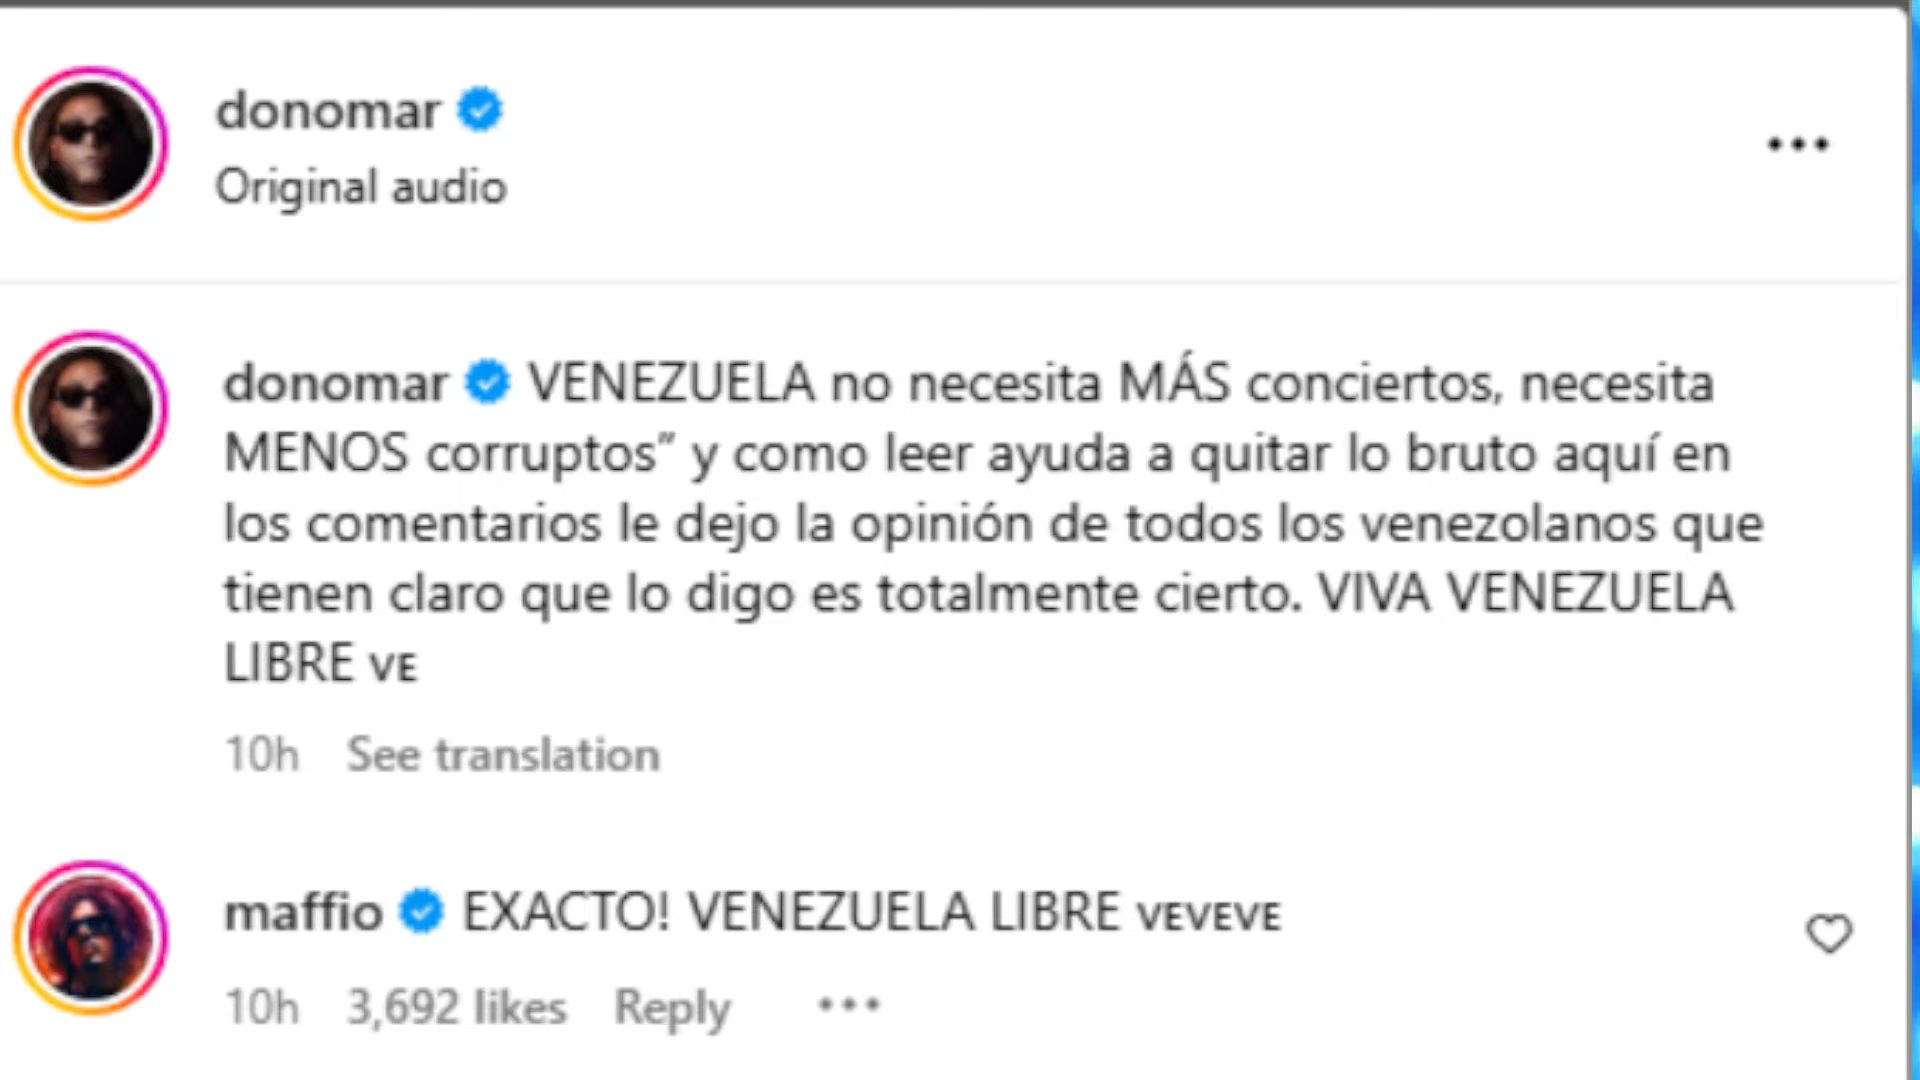 donomar
Original audio
donomar VENEZUELA no necesita MÁS conciertos, necesita
MENOS corruptos” y como leer ayuda a quitar lo bruto aquí en
los comentarios le dejo la opinión de todos los venezolanos que
tienen claro que lo digo es totalmente cierto. VIVA VENEZUELA
LIBRE VE
10h See translation
maffio EXACTO! VENEZUELA LIBRE VEVEVE
10h 3,692 likes Reply